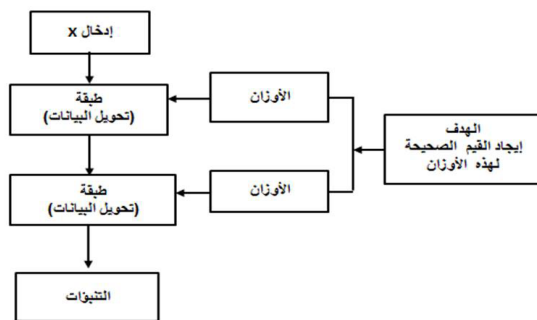 إدخال x
طبقة
(تحويل البيانات)
الأوزان
الهدف
إيجاد القيم الصحيحة
لهذه الأوزان
طبقة
(تحويل البيانات)
الأوزان
التنبؤات